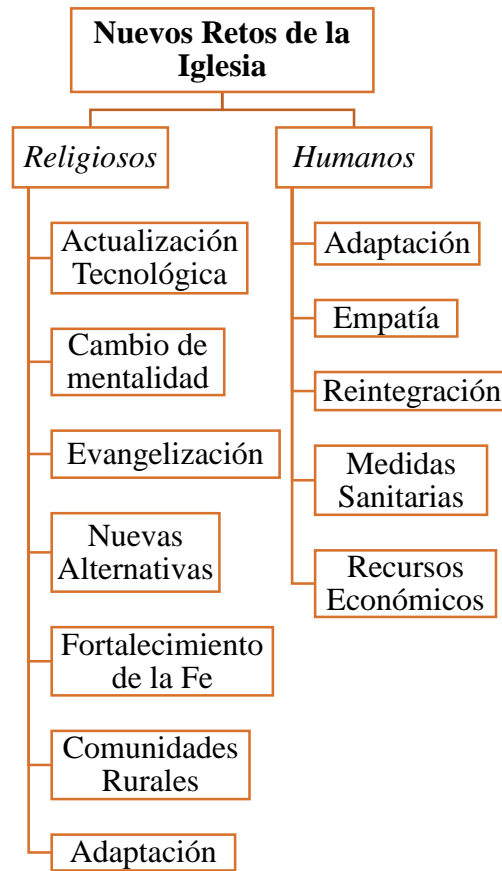 Nuevos Retos de la
Iglesia
Religiosos
Actualización
Tecnológica
Cambio de
mentalidad
Evangelización
Nuevas
Alternativas
Fortalecimiento
de la Fe
Comunidades
Rurales
Adaptación
Humanos
Adaptación
Empatía
Reintegración
Medidas
Sanitarias
Recursos
Económicos